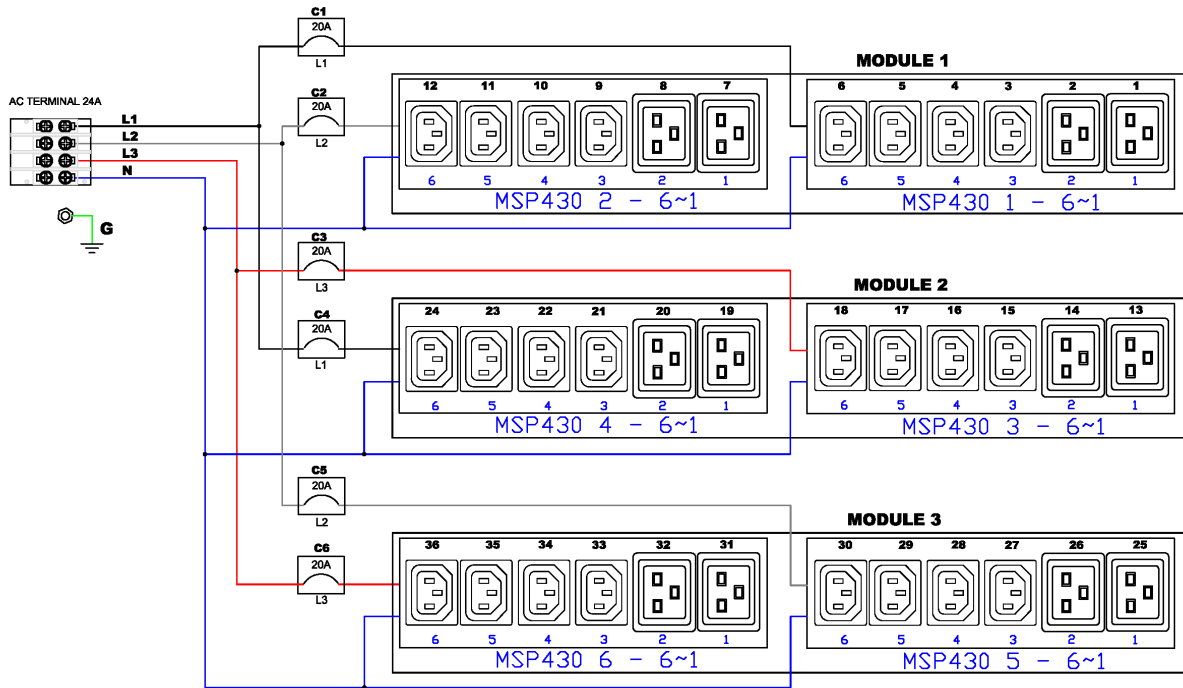 AC TERMINAL 24A
L1
L2
L3
N
G
C1
20A
L1
C2
20A
L2
MODULE 1
12 11 10 9 8 7
6 5 4 3 2 1
MSP430 2 - 6~1
6 5 4 3 2 1
6 5 4 3 2 1
MSP430 1 - 6~1
C3
20A
L3
C4
20A
L1
MODULE 2
24 23 22 21 20 19
6 5 4 3 2 1
MSP430 4 - 6~1
18 17 16 15 14 13
6 5 4 3 2 1
MSP430 3 - 6~1
C5
20A
L2
C6
20A
L3
MODULE 3
36 35 34 33 32 31
6 5 4 3 2 1
MSP430 6 - 6~1
30 29 28 27 26 25
6 5 4 3 2 1
MSP430 5 - 6~1